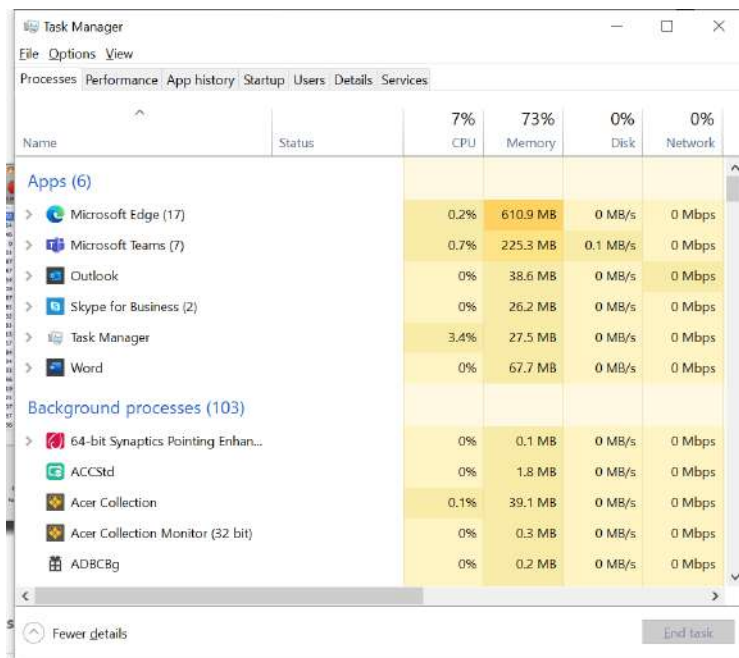 Task Manager
File Options View
Processes Performance App history Startup Users Details Services
7% 73% 0% 0%
Name Status CPU Memory Disk Network
Apps (6)
Microsoft Edge (17) 0.2% 610.9 MB 0 MB/s 0 Mbps
Microsoft Teams (7) 0.7% 225.3 MB 0.1 MB/s 0 Mbps
Outlook 0% 38.6 MB 0 MB/s 0 Mbps
Skype for Business (2) 0% 26.2 MB 0 MB/s 0 Mbps
Task Manager 3.4% 27.5 MB 0 MB/s 0 Mbps
Word 0% 67.7 MB 0 MB/s 0 Mbps
Background processes (103)
64-bit Synaptics Pointing Enhan... 0% 0.1 MB 0 MB/s 0 Mbps
ACCStd 0% 1.8 MB 0 MB/s 0 Mbps
Acer Collection 0.1% 39.1 MB 0 MB/s 0 Mbps
Acer Collection Monitor (32 bit) 0% 0.3 MB 0 MB/s 0 Mbps
ADBCBg 0% 0.2 MB 0 MB/s 0 Mbps
Fewer details End task